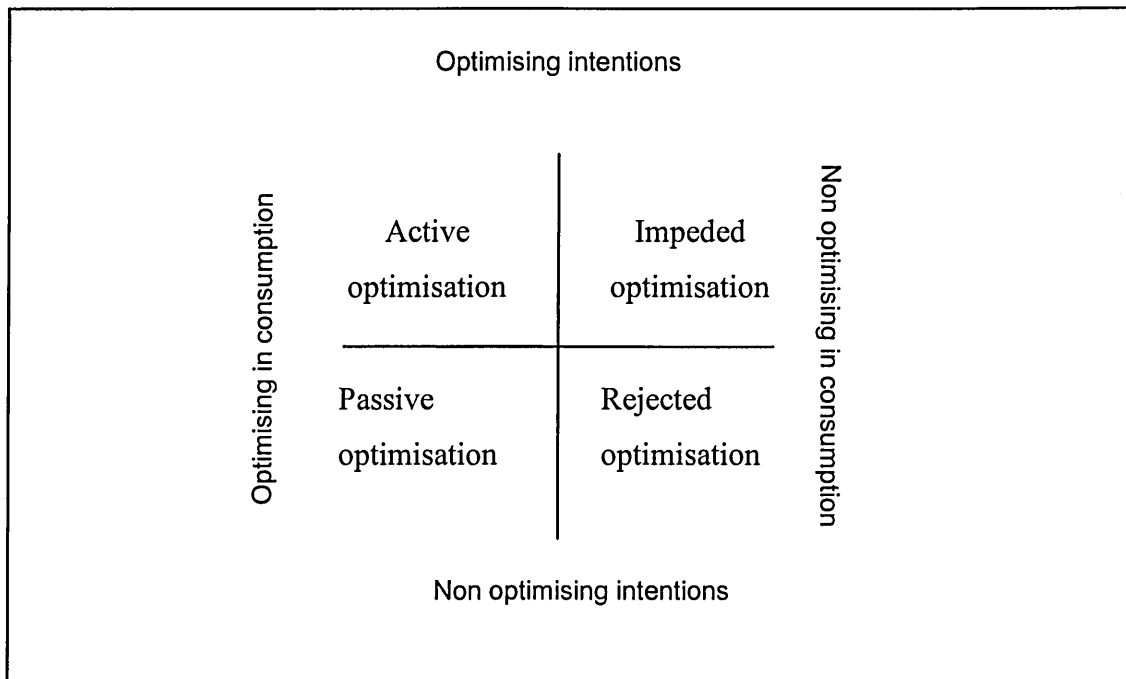 Optimising intentions
Optimising in consumption
Active
optimisation
Impeded
optimisation
Non optimising in consumption
Passive
optimisation
Rejected
optimisation
Non optimising intentions